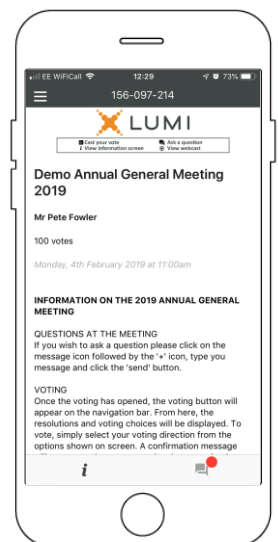 EE WiFiCall 12:29 73%
156-097-214
LUMI
Cast your vote Ask a question
i View information screen View webcast
Demo Annual General Meeting
2019
Mr Pete Fowler
100 votes
Monday, 4th February 2019 at 11:00am
INFORMATION ON THE 2019 ANNUAL GENERAL
MEETING
QUESTIONS AT THE MEETING
If you wish to ask a question please click on the
message icon followed by the '+' icon, type you
message and click the 'send' button.
VOTING
Once the voting has opened, the voting button will
appear on the navigation bar. From here, the
resolutions and voting choices will be displayed. To
vote, simply select your voting direction from the
options shown on screen. A confirmation message
i